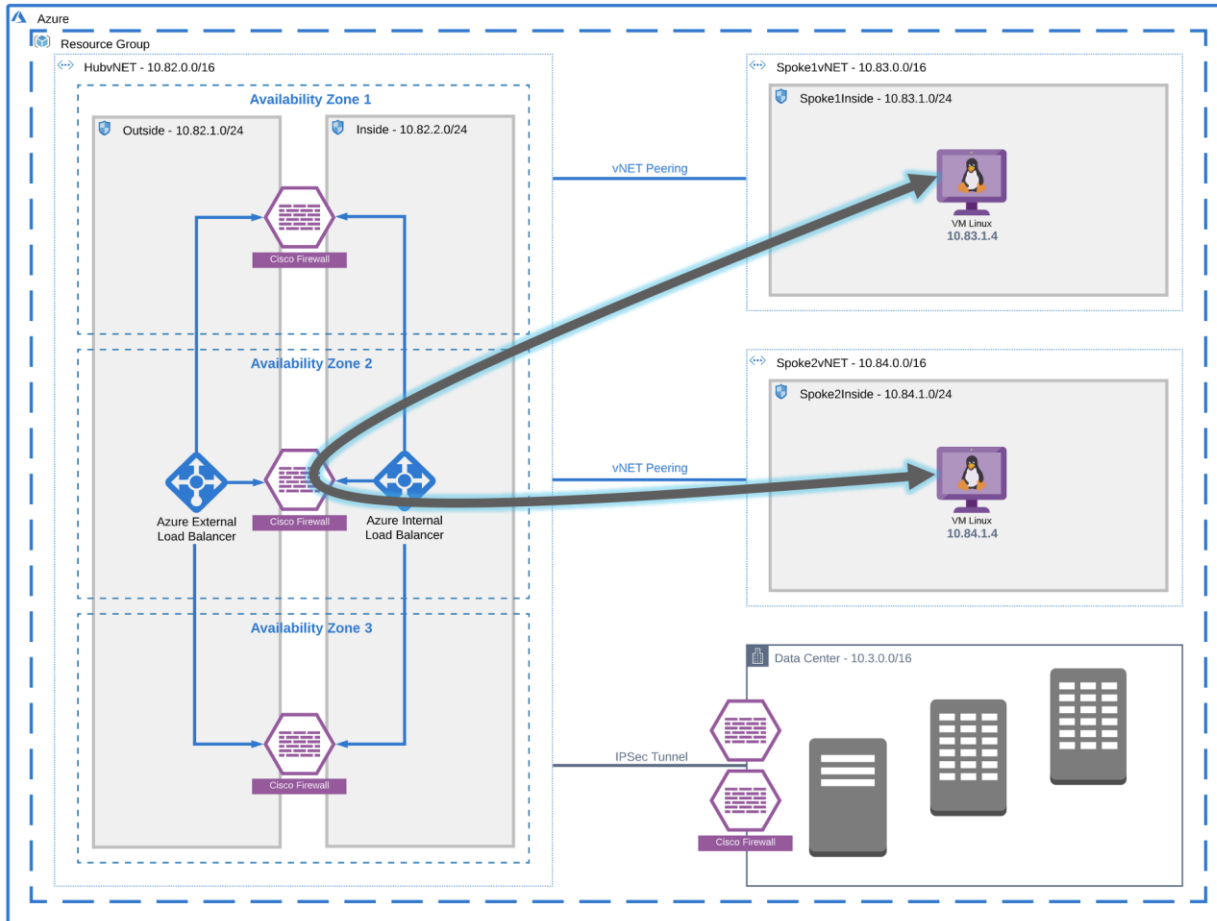 Azure
Resource Group
HubvNET - 10.82.0.0/16
Availability Zone 1
Outside - 10.82.1.0/24
Inside - 10.82.2.0/24
Cisco Firewall
Availability Zone 2
Azure External
Load Balancer
Cisco Firewall
Azure Internal
Load Balancer
Availability Zone 3
Cisco Firewall
vNET Peering
Spoke1vNET - 10.83.0.0/16
Spoke1Inside - 10.83.1.0/24
VM Linux
10.83.1.4
vNET Peering
Spoke2vNET - 10.84.0.0/16
Spoke2Inside - 10.84.1.0/24
VM Linux
10.84.1.4
IPSec Tunnel
Data Center - 10.3.0.0/16
Cisco Firewall